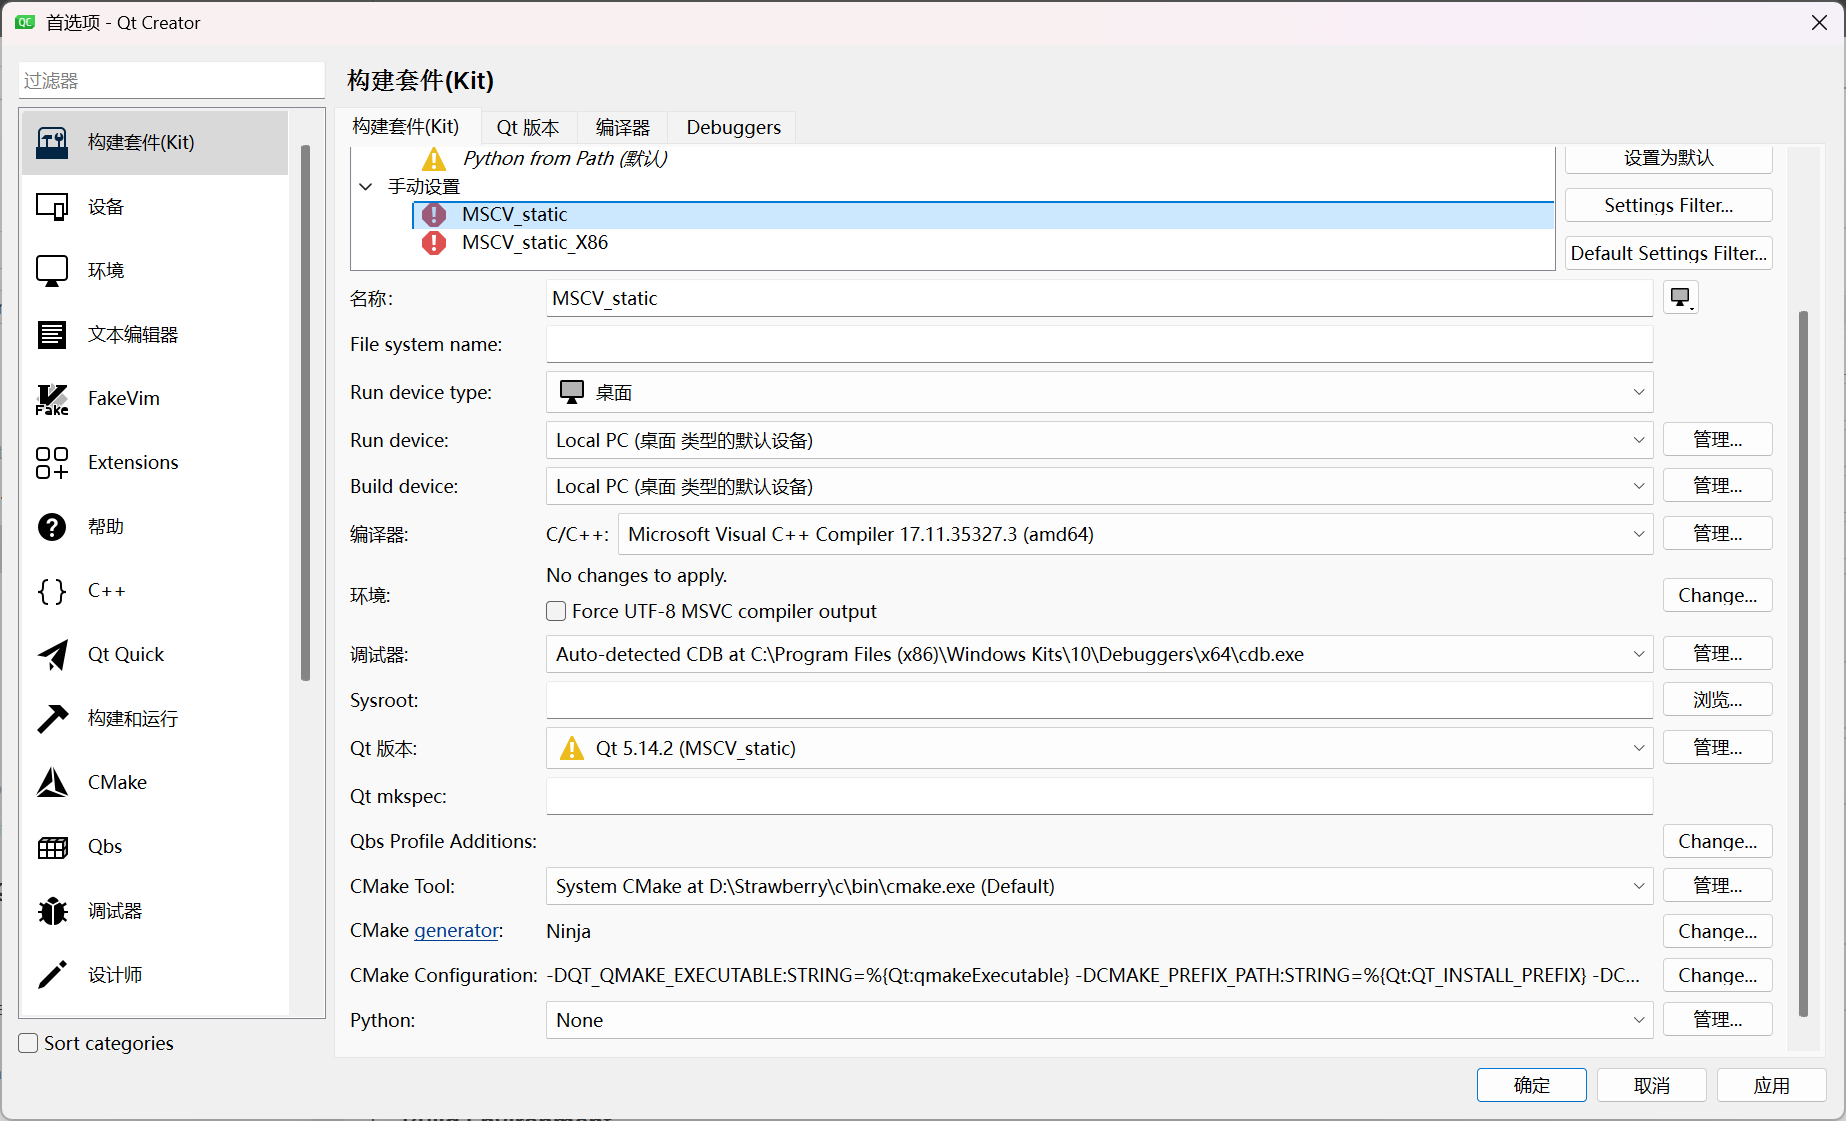 首选项 - Qt Creator
过滤器
构建套件(Kit)
设备
环境
文本编辑器
FakeVim
Extensions
帮助
C++
Qt Quick
构建和运行
CMake
Qbs
调试器
设计师
Sort categories
构建套件(Kit)
构建套件(Kit) Qt 版本 编译器 Debuggers
Python from Path (默认)
手动设置
MSCV_static
MSCV_static_X86
设置为默认
Settings Filter...
Default Settings Filter...
名称: MSCV_static
File system name:
Run device type: 桌面
Run device: Local PC (桌面 类型的默认设备) 管理...
Build device: Local PC (桌面 类型的默认设备) 管理...
编译器: C/C++: Microsoft Visual C++ Compiler 17.11.35327.3 (amd64) 管理...
环境: No changes to apply. Change...
Force UTF-8 MSVC compiler output
调试器: Auto-detected CDB at C:\Program Files (x86)\Windows Kits\10\Debuggers\x64\cdb.exe 管理...
Sysroot: 浏览...
Qt 版本: Qt 5.14.2 (MSCV_static) 管理...
Qt mkspec:
Qbs Profile Additions: Change...
CMake Tool: System CMake at D:\Strawberry\c\bin\cmake.exe (Default) 管理...
CMake generator: Ninja Change...
CMake Configuration: -DQT_QMAKE_EXECUTABLE:STRING=%{Qt:qmakeExecutable} -DCMAKE_PREFIX_PATH:STRING=%{Qt:QT_INSTALL_PREFIX} -DC... Change...
Python: None 管理...
确定 取消 应用